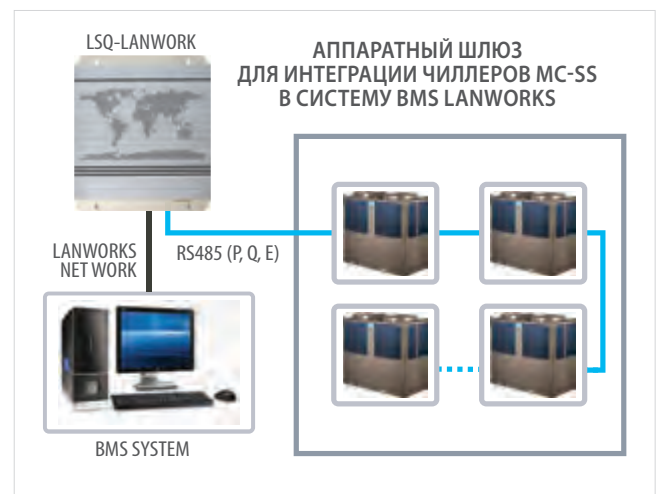 LSQ-LANWORK
АППАРАТНЫЙ ШЛЮЗ
ДЛЯ ИНТЕГРАЦИИ ЧИЛЛЕРОВ MC-SS
В СИСТЕМУ BMS LANWORKS
LANWORKS
NET WORK
RS485 (P, Q, E)
BMS SYSTEM